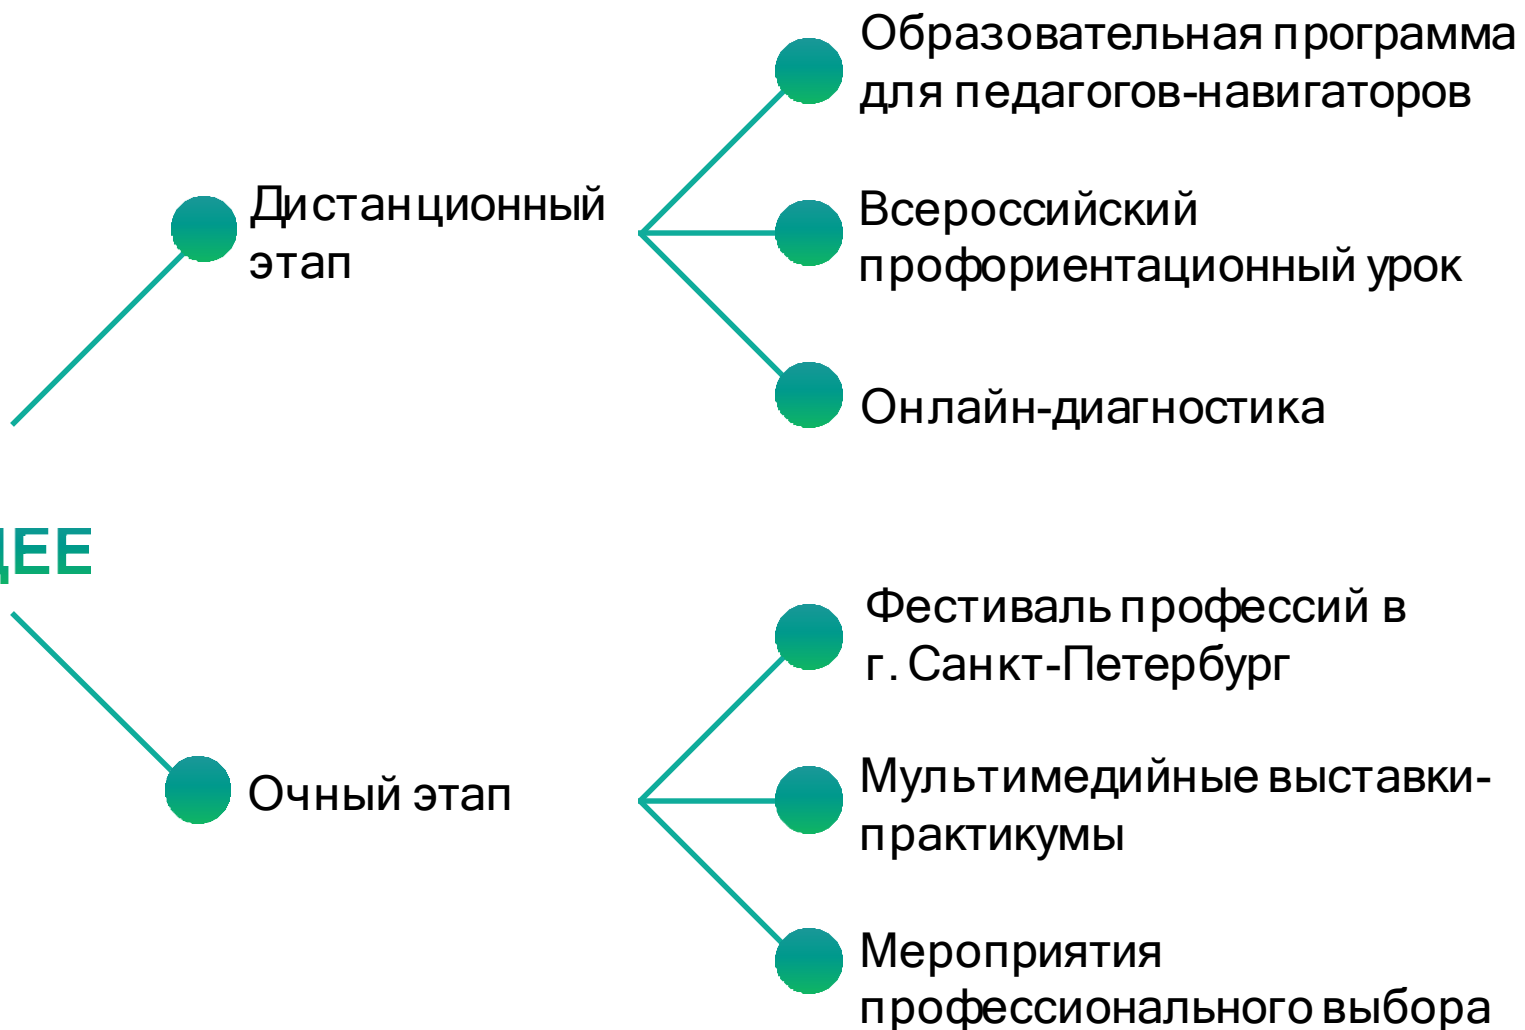 Образовательная программа
для педагогов-навигаторов
Дистанционный
этап
Всероссийский
профориентационный урок
Онлайн-диагностика
ЕЕ
Фестиваль профессий в
г. Санкт-Петербург
Очный этап
Мультимедийные выставки-
практикумы
Мероприятия
профессионального выбора